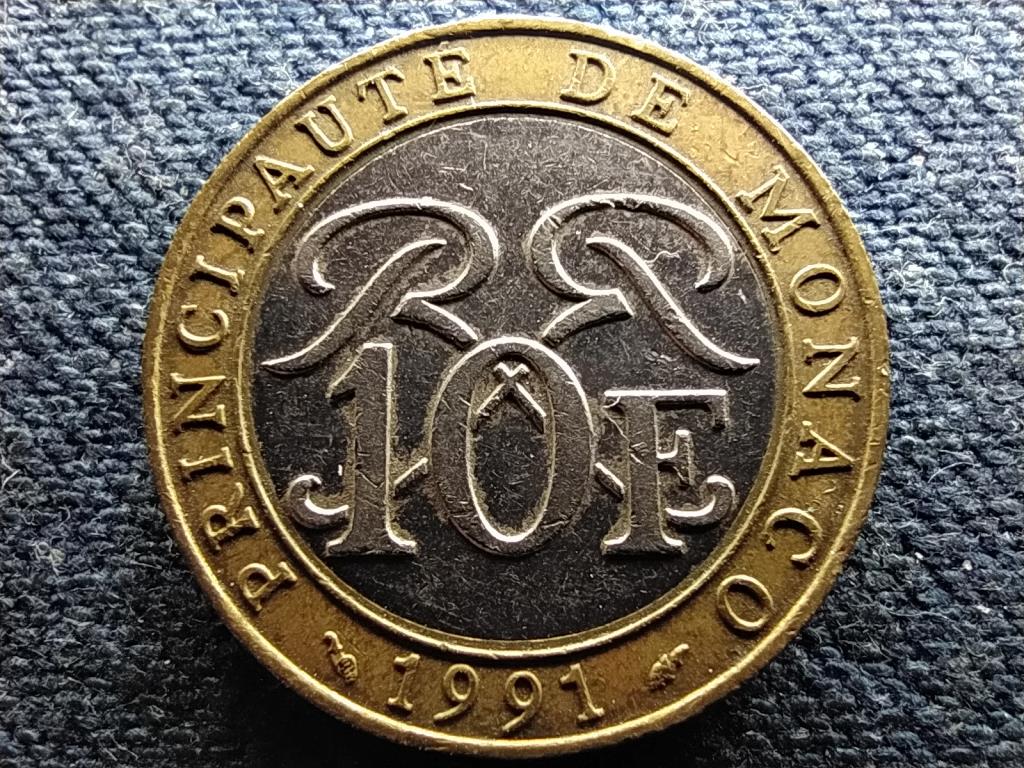 PRINCIPAUTÉ DE MONACO
10F
1991